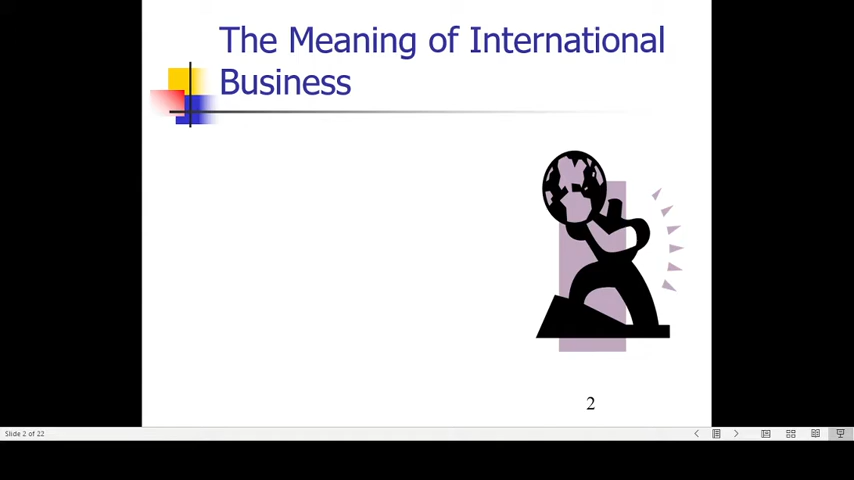 The Meaning of International
Business
2
Slide 2 of 22